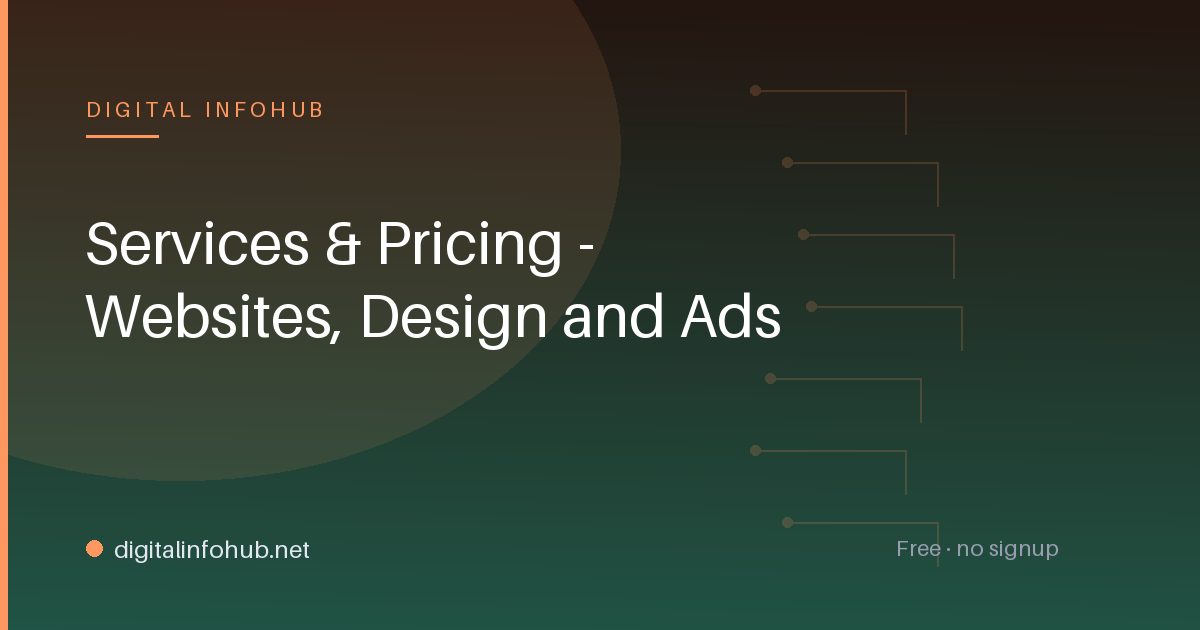 DIGITAL INFOHUB
Services & Pricing -
Websites, Design and Ads
digitalinfohub.net
Free · no signup